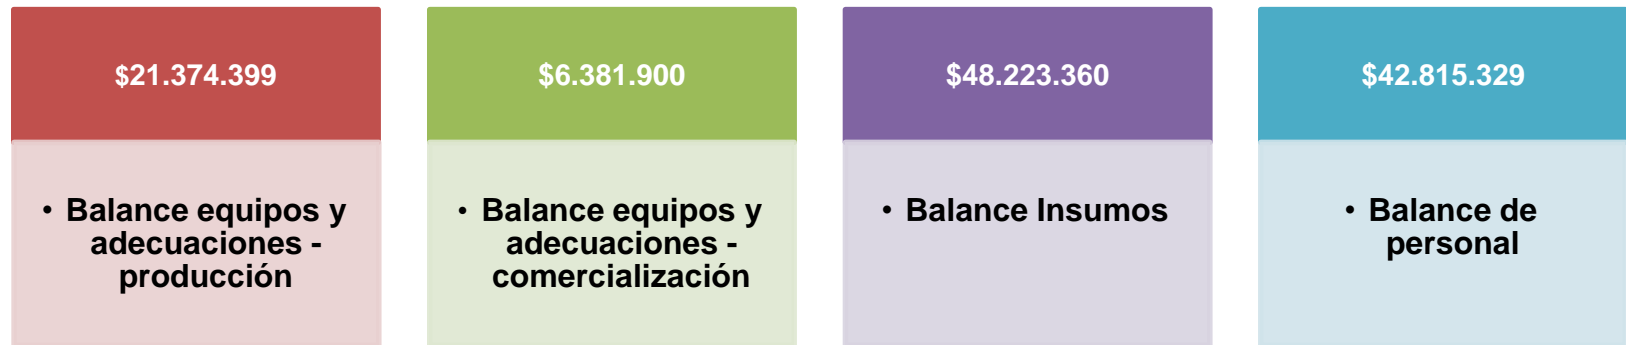 $21.374.399
• Balance equipos y
adecuaciones -
producción
$6.381.900
• Balance equipos y
adecuaciones -
comercialización
$48.223.360
• Balance Insumos
$42.815.329
• Balance de
personal